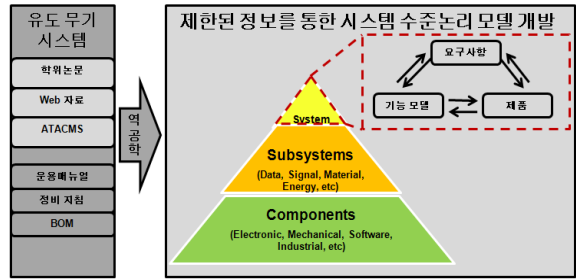 유도 무기
시스템
학위논문
Web 자료
ATACMS
운용매뉴얼
정비 지침
BOM
역공학
제한된 정보를 통한 시스템 수준논리 모델 개발
요구사항
기능 모델
제품
System
Subsystems
(Data, Signal, Material,
Energy, etc)
Components
(Electronic, Mechanical, Software,
Industrial, etc)